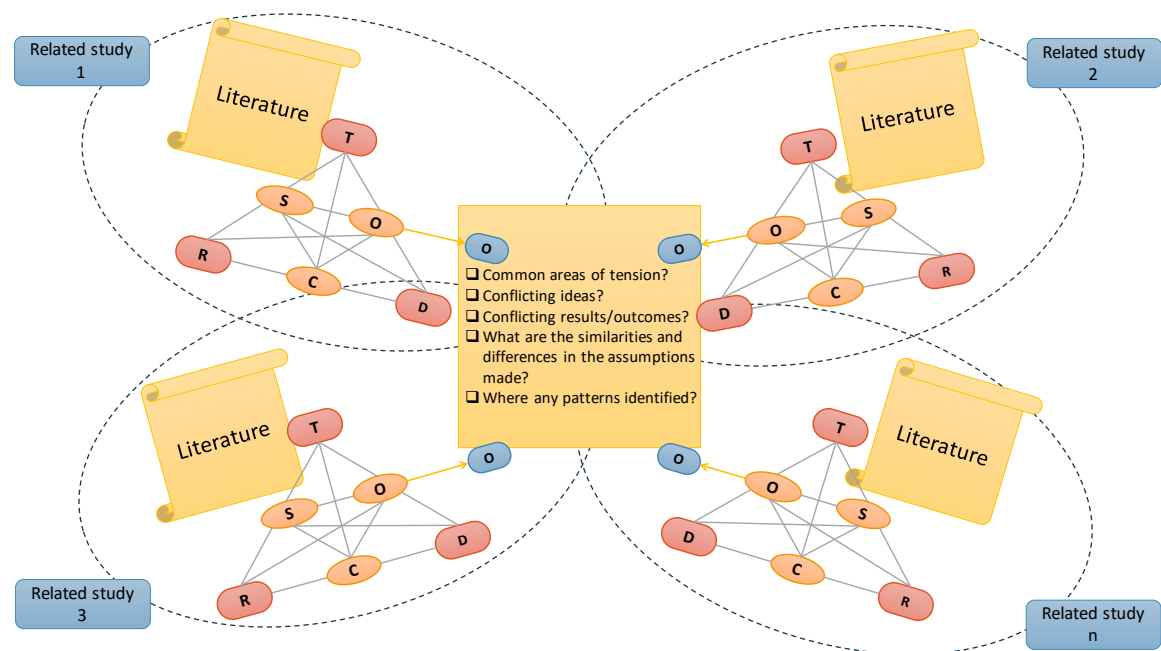 Related study
1
Literature
T
S
O
R
C
D
O
Related study
2
Literature
T
S
O
R
C
D
O
❑ Common areas of tension?
❑ Conflicting ideas?
❑ Conflicting results/outcomes?
❑ What are the similarities and
differences in the assumptions
made?
❑ Where any patterns identified?
Related study
3
Literature
T
O
S
D
C
R
O
Related study
n
Literature
T
O
S
D
C
R
O